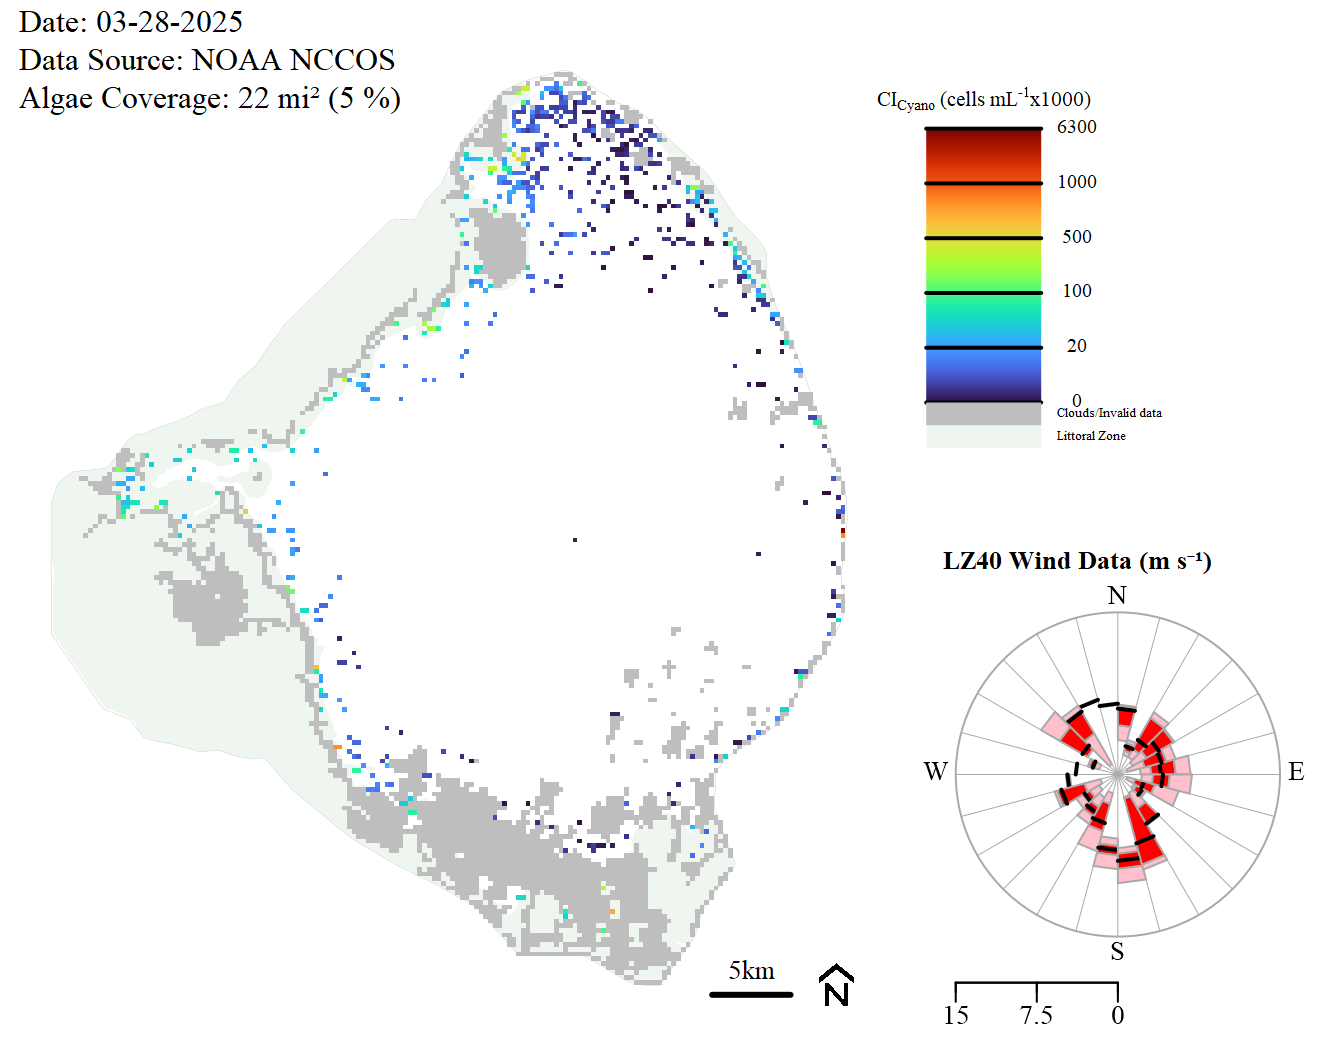 Date: 03-28-2025
Data Source: NOAA NCCOS
Algae Coverage: 22 mi² (5 %)
CI_Cyano (cells mL⁻¹x1000)
6300
1000
500
100
20
0
Clouds/Invalid data
Littoral Zone
LZ40 Wind Data (m s⁻¹)
N
W
E
S
5km
N
15 7.5 0